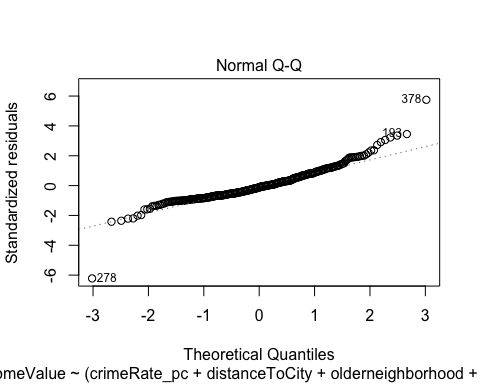 Normal Q-Q
Standardized residuals
6
4
2
0
-2
-4
-6
378
193
278
-3 -2 -1 0 1 2 3
Theoretical Quantiles
omeValue ~ (crimeRate_pc + distanceToCity + olderneighborhood +